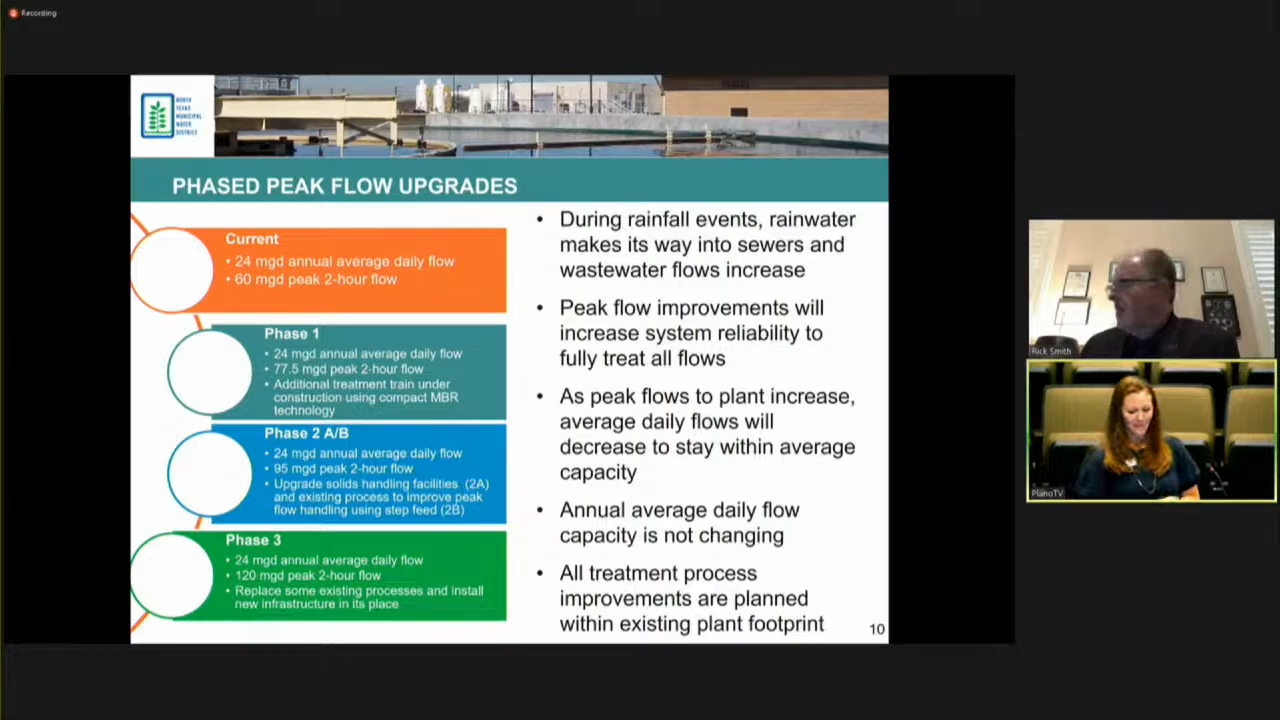 Recording
NORTH
TEXAS
MUNICIPAL
WATER
DISTRICT
PHASED PEAK FLOW UPGRADES
Current
• 24 mgd annual average daily flow
• 60 mgd peak 2-hour flow
Phase 1
• 24 mgd annual average daily flow
• 77.5 mgd peak 2-hour flow
• Additional treatment train under
construction using compact MBR
technology
Phase 2 A/B
• 24 mgd annual average daily flow
• 95 mgd peak 2-hour flow
• Upgrade solids handling facilities (2A)
and existing process to improve peak
flow handling using step feed (2B)
Phase 3
• 24 mgd annual average daily flow
• 120 mgd peak 2-hour flow
• Replace some existing processes and install
new infrastructure in its place
• During rainfall events, rainwater
makes its way into sewers and
wastewater flows increase
• Peak flow improvements will
increase system reliability to
fully treat all flows
• As peak flows to plant increase,
average daily flows will
decrease to stay within average
capacity
• Annual average daily flow
capacity is not changing
• All treatment process
improvements are planned
within existing plant footprint
10
Rick Smith
PlanoTV